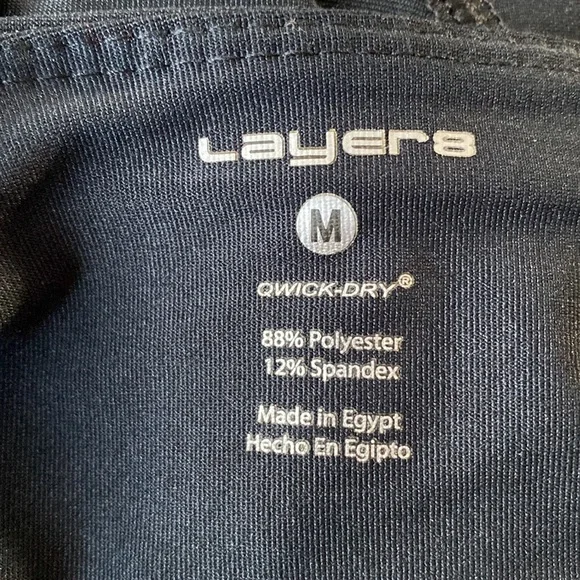 Layer8
M
QWICK-DRY®
88% Polyester
12% Spandex
Made in Egypt
Hecho En Egipto